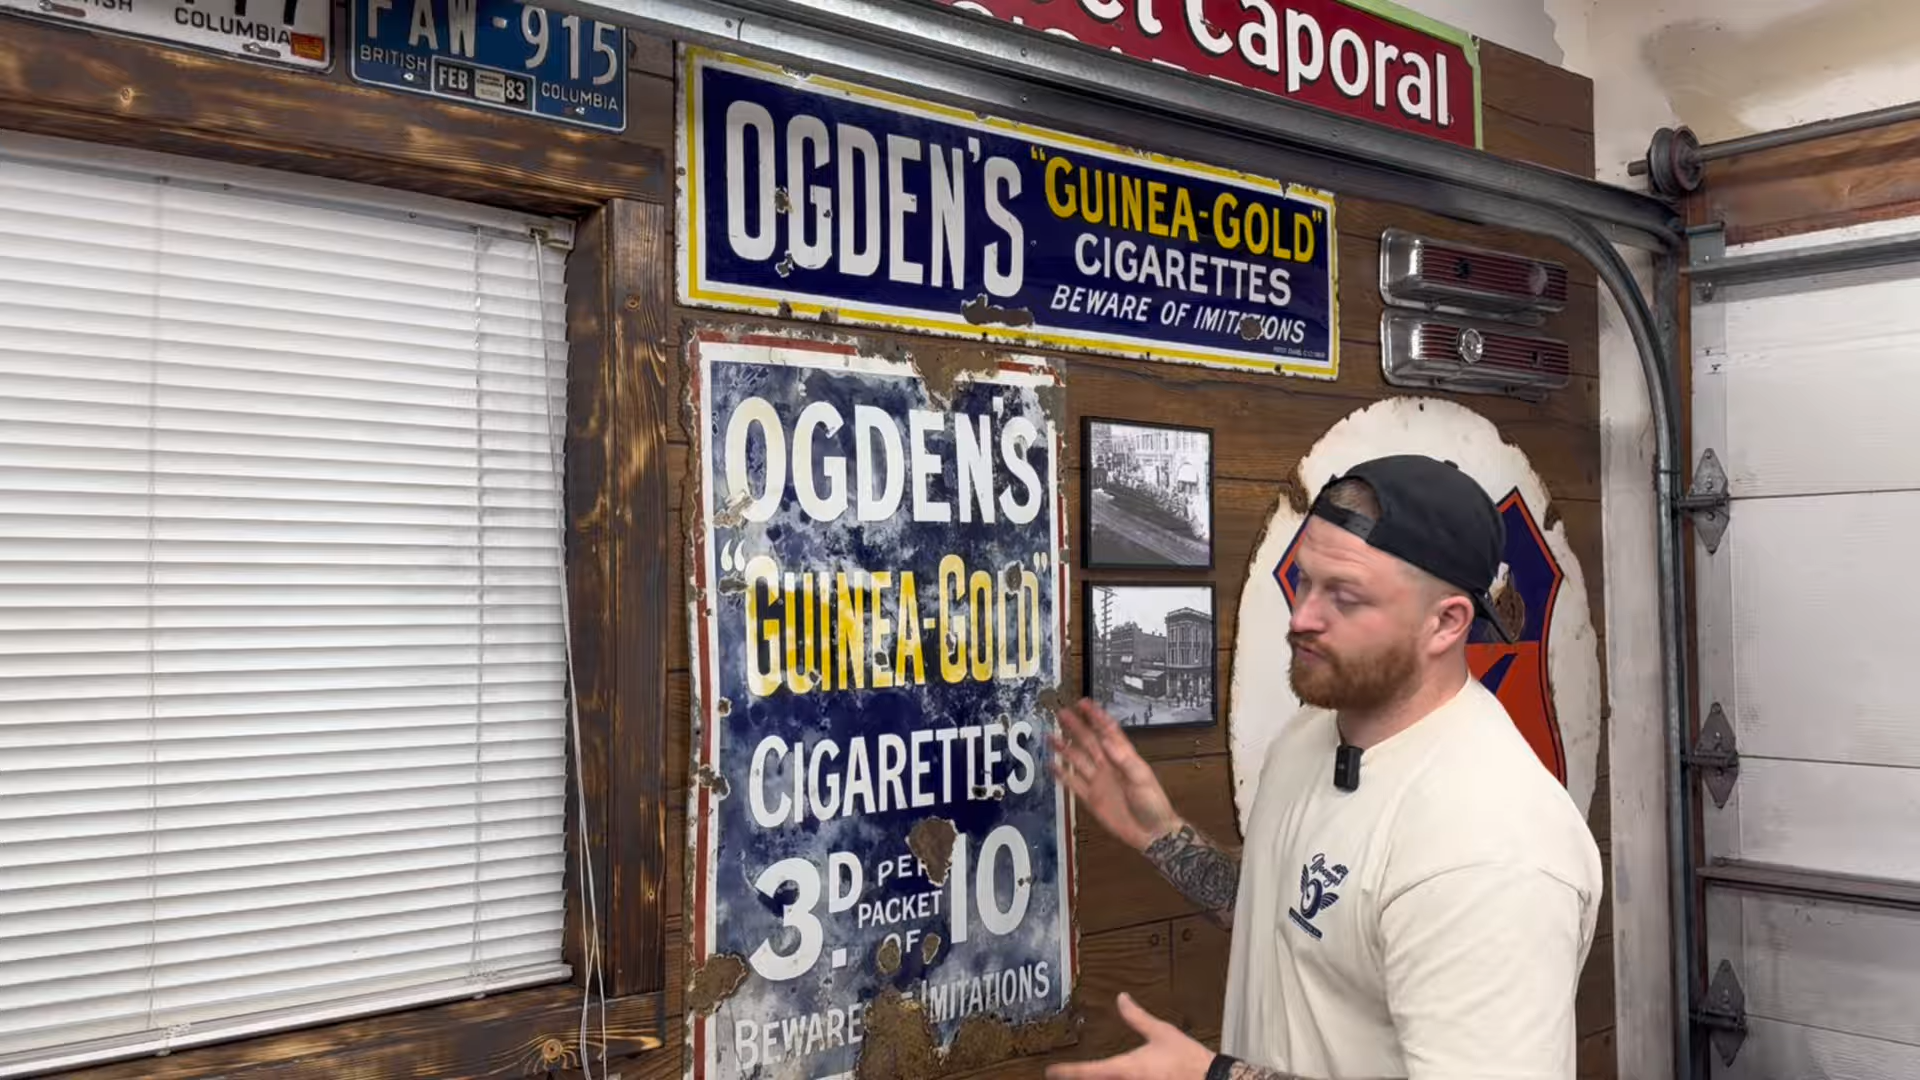 COLUMBIA
FAW-915
BRITISH FEB 83 COLUMBIA
Caporal
OGDEN'S "GUINEA-GOLD"
CIGARETTES
BEWARE OF IMITATIONS
OGDEN'S
"GUINEA-GOLD"
CIGARETTES
3D. PER PACKET OF 10
BEWARE IMITATIONS